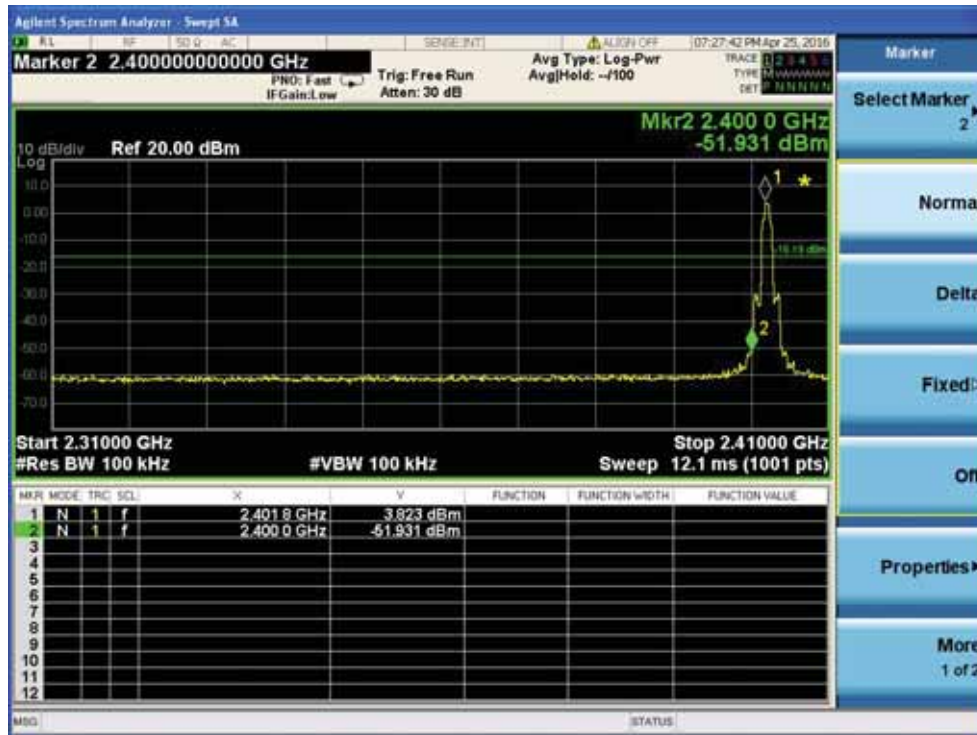 Agilent Spectrum Analyzer - Swept SA
RL RF 50 Ω AC SENSE:INT ALIGN OFF 07:27:42 PM Apr 25, 2016
Marker 2 2.400000000000 GHz
PNO: Fast
IFGain:Low
Trig: Free Run
Atten: 30 dB
Avg Type: Log-Pwr
Avg|Hold: --/100
TRACE 1 2 3 4 5 6
TYPE M
DET P N N N N N
Mkr2 2.400 0 GHz
-51.931 dBm
10 dB/div Ref 20.00 dBm
Log
10.0
0.00
-10.0
-20.0
-30.0
-40.0
-50.0
-60.0
-70.0
1
2
Start 2.31000 GHz Stop 2.41000 GHz
#Res BW 100 kHz #VBW 100 kHz Sweep 12.1 ms (1001 pts)
MKR MODE TRC SCL X Y FUNCTION FUNCTION WIDTH FUNCTION VALUE
1 N 1 f 2.401 8 GHz 3.823 dBm
2 N 1 f 2.400 0 GHz -51.931 dBm
3
4
5
6
7
8
9
10
11
12
MSG STATUS
Marker
Select Marker
2
Norma
Delta
Fixed
Off
Properties
More
1 of 2